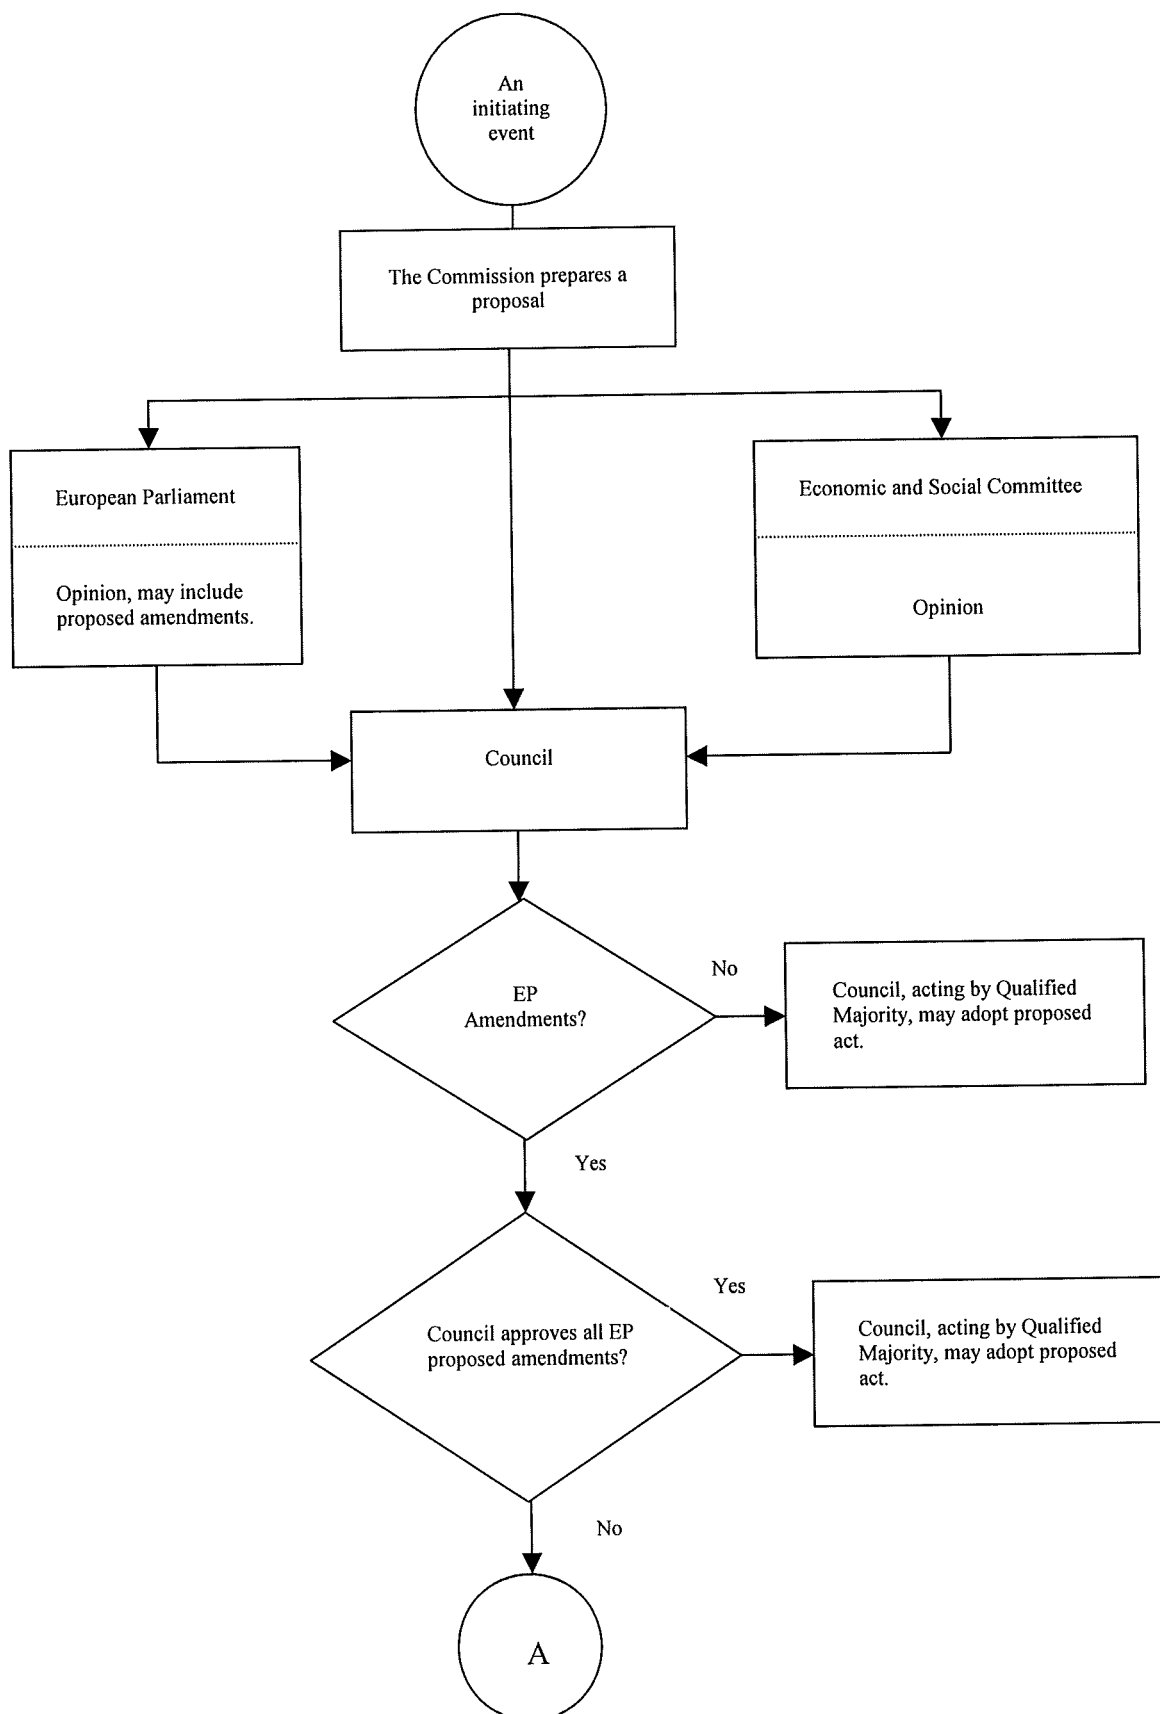 An
initiating
event
The Commission prepares a
proposal
European Parliament
Opinion, may include
proposed amendments.
Economic and Social Committee
Opinion
Council
EP
Amendments?
No
Council, acting by Qualified
Majority, may adopt proposed
act.
Yes
Council approves all EP
proposed amendments?
Yes
Council, acting by Qualified
Majority, may adopt proposed
act.
No
A